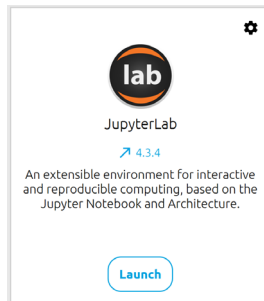 lab
JupyterLab
4.3.4
An extensible environment for interactive
and reproducible computing, based on the
Jupyter Notebook and Architecture.
Launch